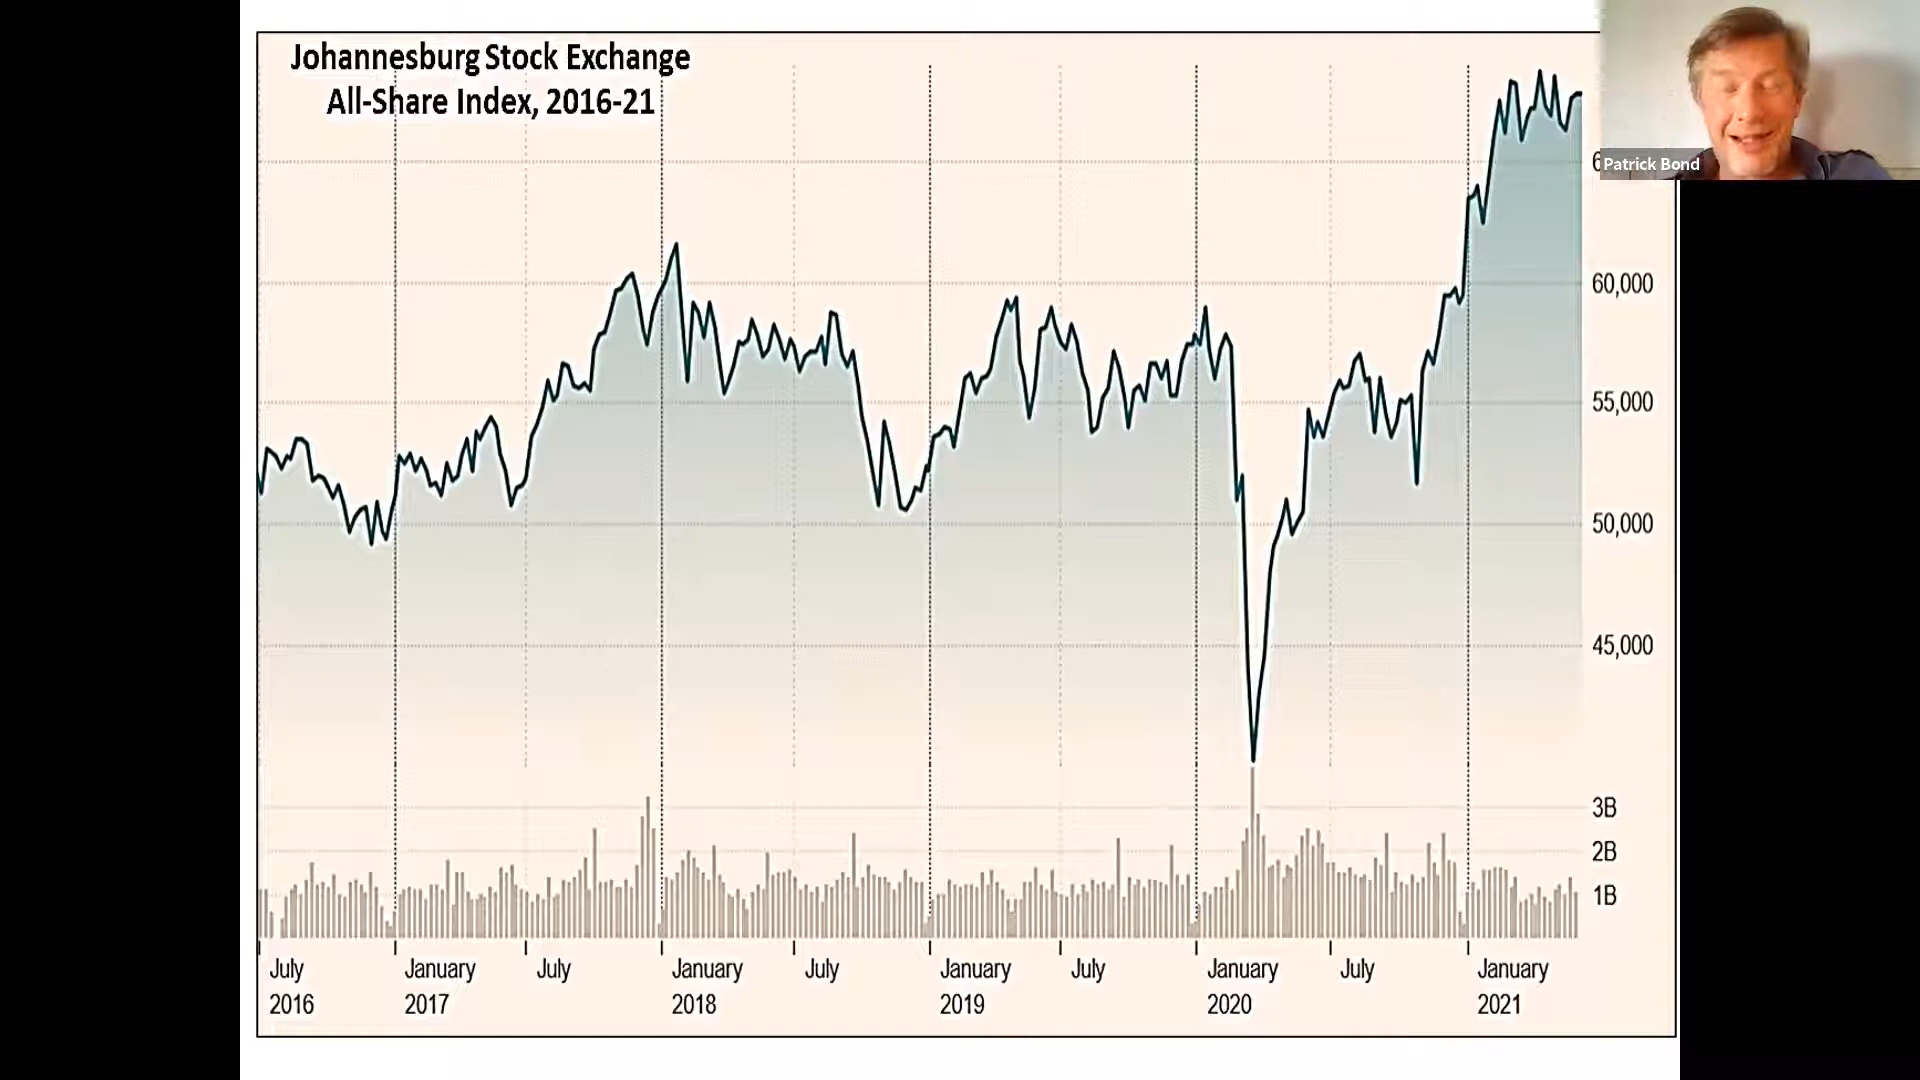 Johannesburg Stock Exchange
All-Share Index, 2016-21
Patrick Bond
60,000
55,000
50,000
45,000
3B
2B
1B
July
January
July
January
July
January
July
January
July
January
2016
2017
2018
2019
2020
2021